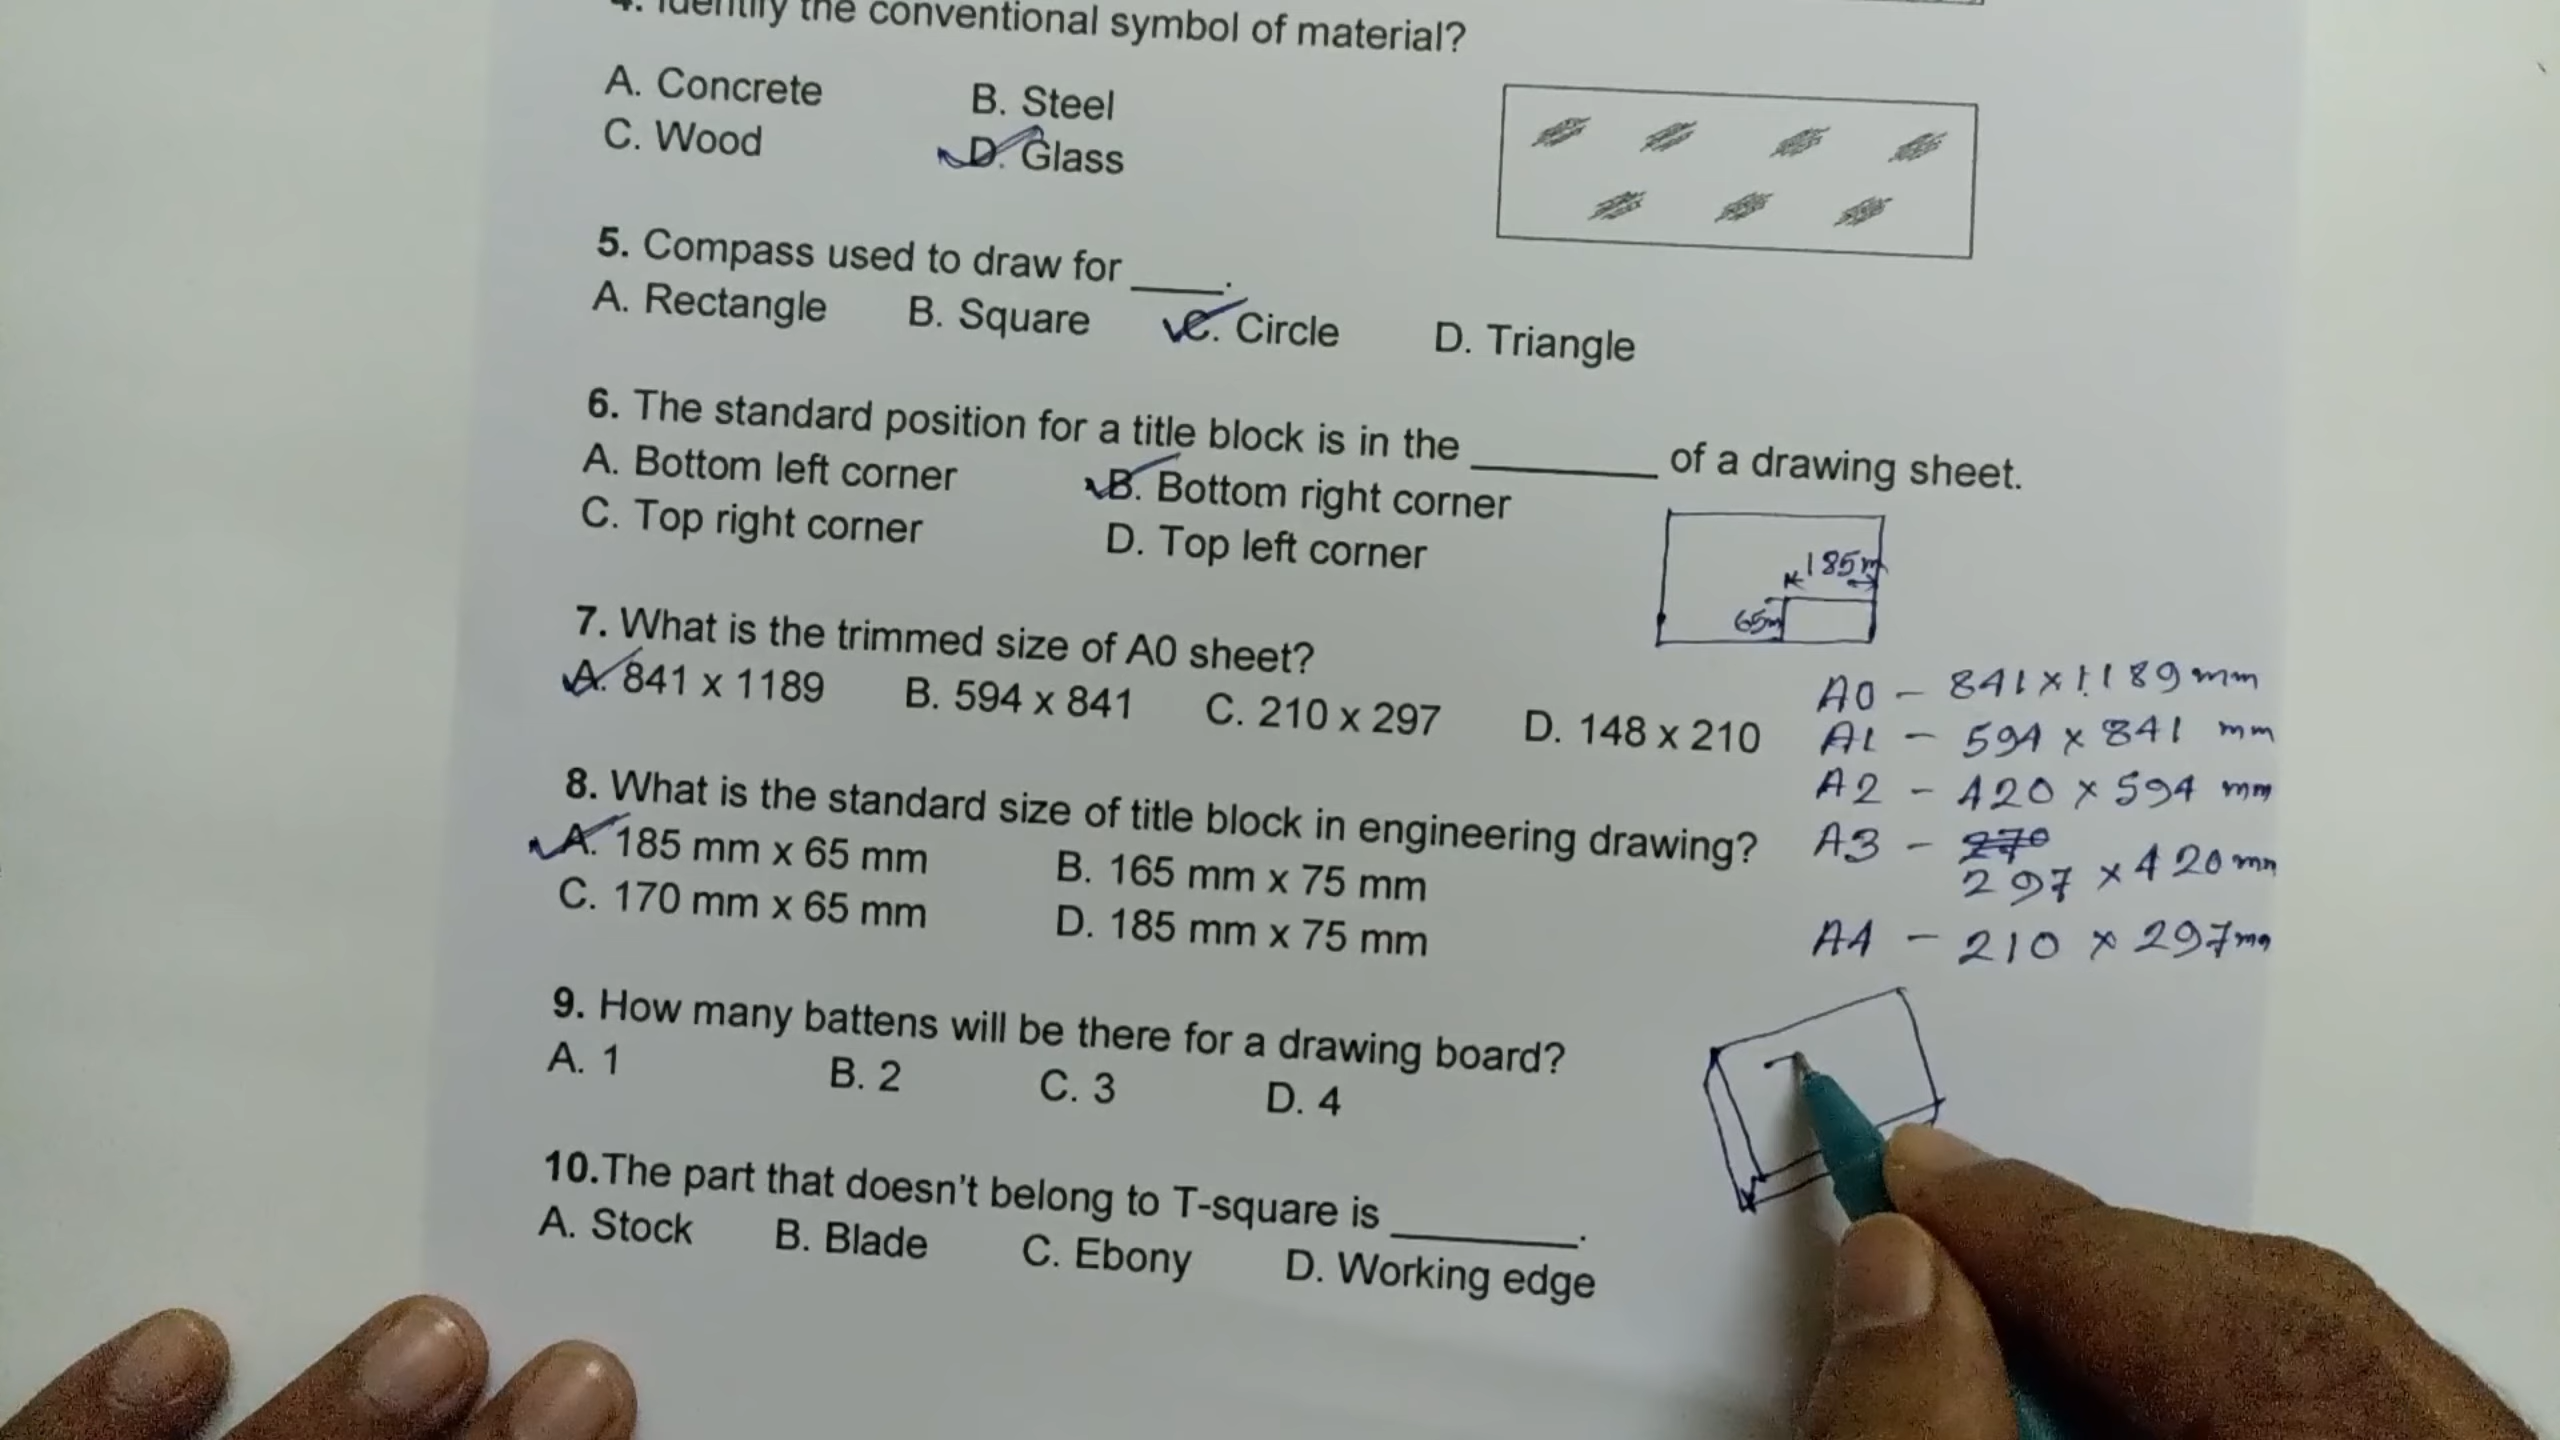 4. Identify the conventional symbol of material?
A. Concrete B. Steel
C. Wood D. Glass
5. Compass used to draw for ____.
A. Rectangle B. Square C. Circle D. Triangle
6. The standard position for a title block is in the ________ of a drawing sheet.
A. Bottom left corner B. Bottom right corner
C. Top right corner D. Top left corner
185m
65m
7. What is the trimmed size of A0 sheet?
A. 841 x 1189 B. 594 x 841 C. 210 x 297 D. 148 x 210
A0 - 841 x 1189 mm
A1 - 594 x 841 mm
A2 - 420 x 594 mm
A3 - 270
297 x 420 mm
A4 - 210 x 297 mm
8. What is the standard size of title block in engineering drawing?
A. 185 mm x 65 mm B. 165 mm x 75 mm
C. 170 mm x 65 mm D. 185 mm x 75 mm
9. How many battens will be there for a drawing board?
A. 1 B. 2 C. 3 D. 4
10.The part that doesn't belong to T-square is ________.
A. Stock B. Blade C. Ebony D. Working edge